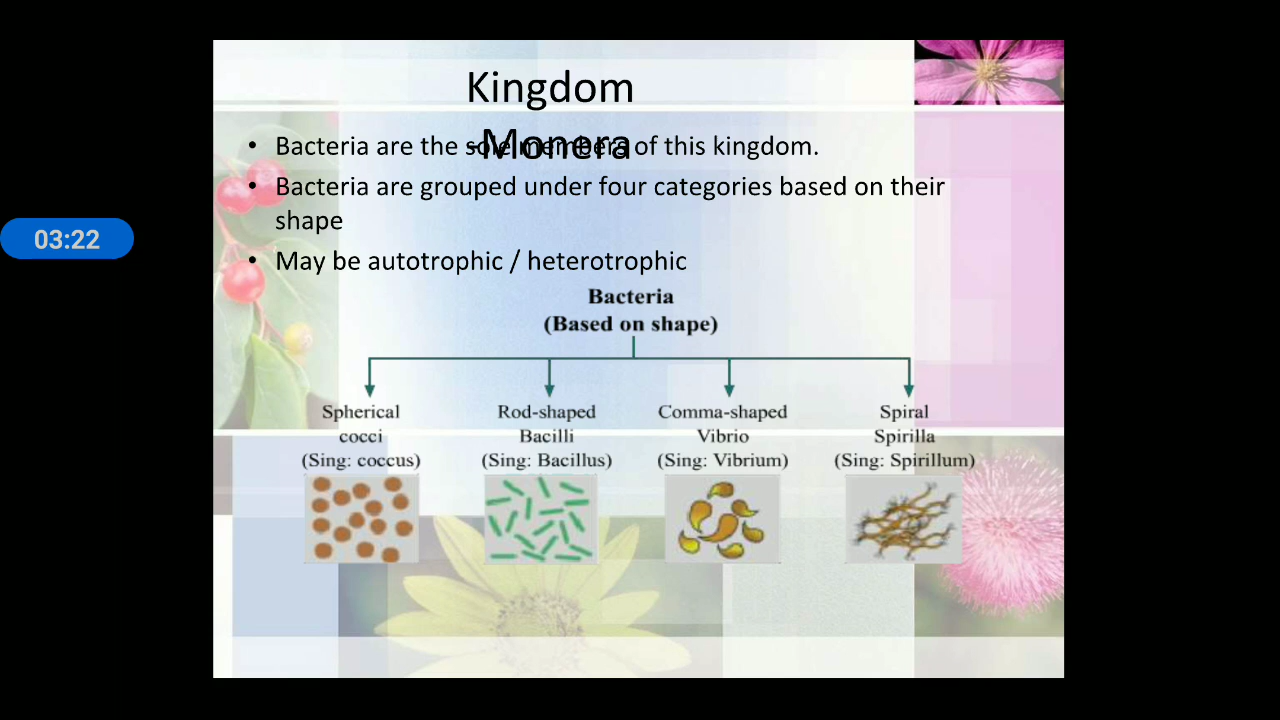 Kingdom
-Monera
• Bacteria are the sole members of this kingdom.
• Bacteria are grouped under four categories based on their
shape
03:22
• May be autotrophic / heterotrophic
Bacteria
(Based on shape)
Spherical
cocci
(Sing: coccus)
Rod-shaped
Bacilli
(Sing: Bacillus)
Comma-shaped
Vibrio
(Sing: Vibrium)
Spiral
Spirilla
(Sing: Spirillum)